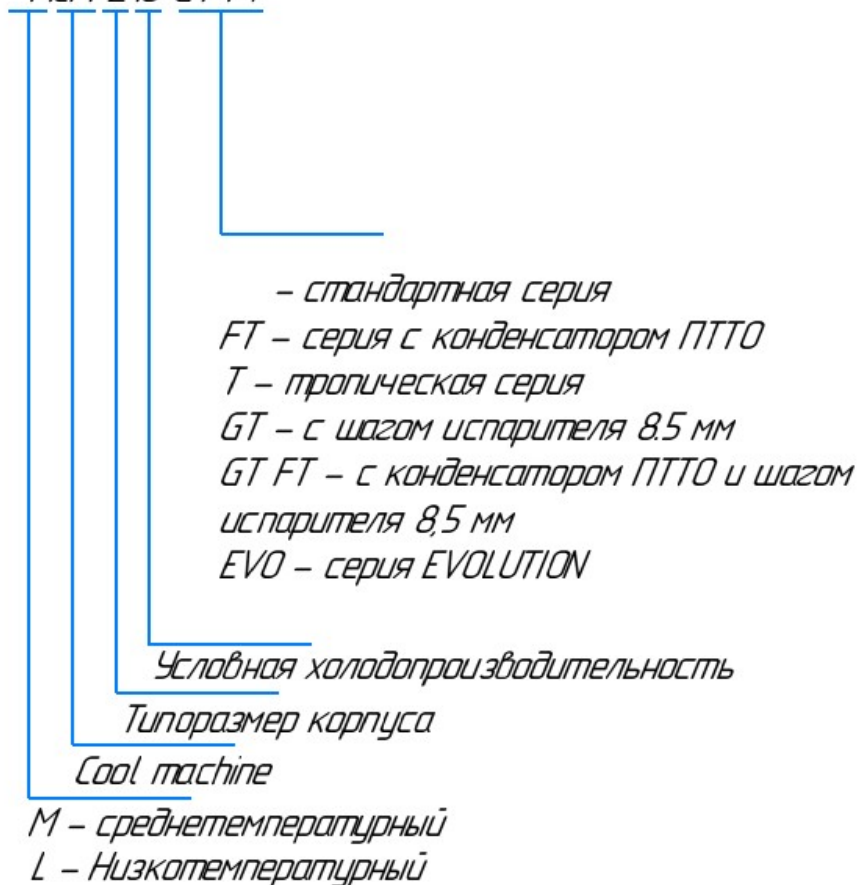 – стандартная серия
FT – серия с конденсатором ПТТО
T – тропическая серия
GT – с шагом испарителя 8.5 мм
GT FT – с конденсатором ПТТО и шагом
испарителя 8,5 мм
EVO – серия EVOLUTION
Условная холодопроизводительность
Типоразмер корпуса
Cool machine
M – среднетемпературный
L – Низкотемпературный